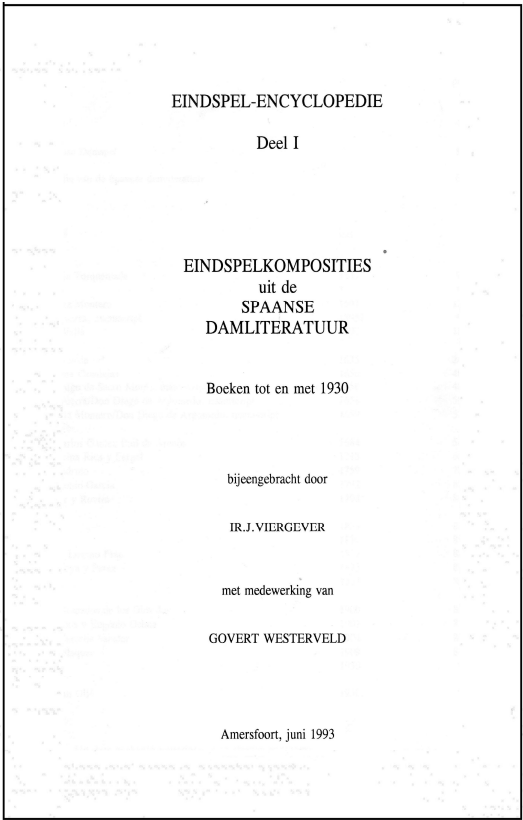 EINDSPEL-ENCYCLOPEDIE
Deel I
EINDSPELKOMPOSITIES
uit de
SPAANSE
DAMLITERATUUR
Boeken tot en met 1930
bijeengebracht door
IR.J.VIERGEVER
met medewerking van
GOVERT WESTERVELD
Amersfoort, juni 1993